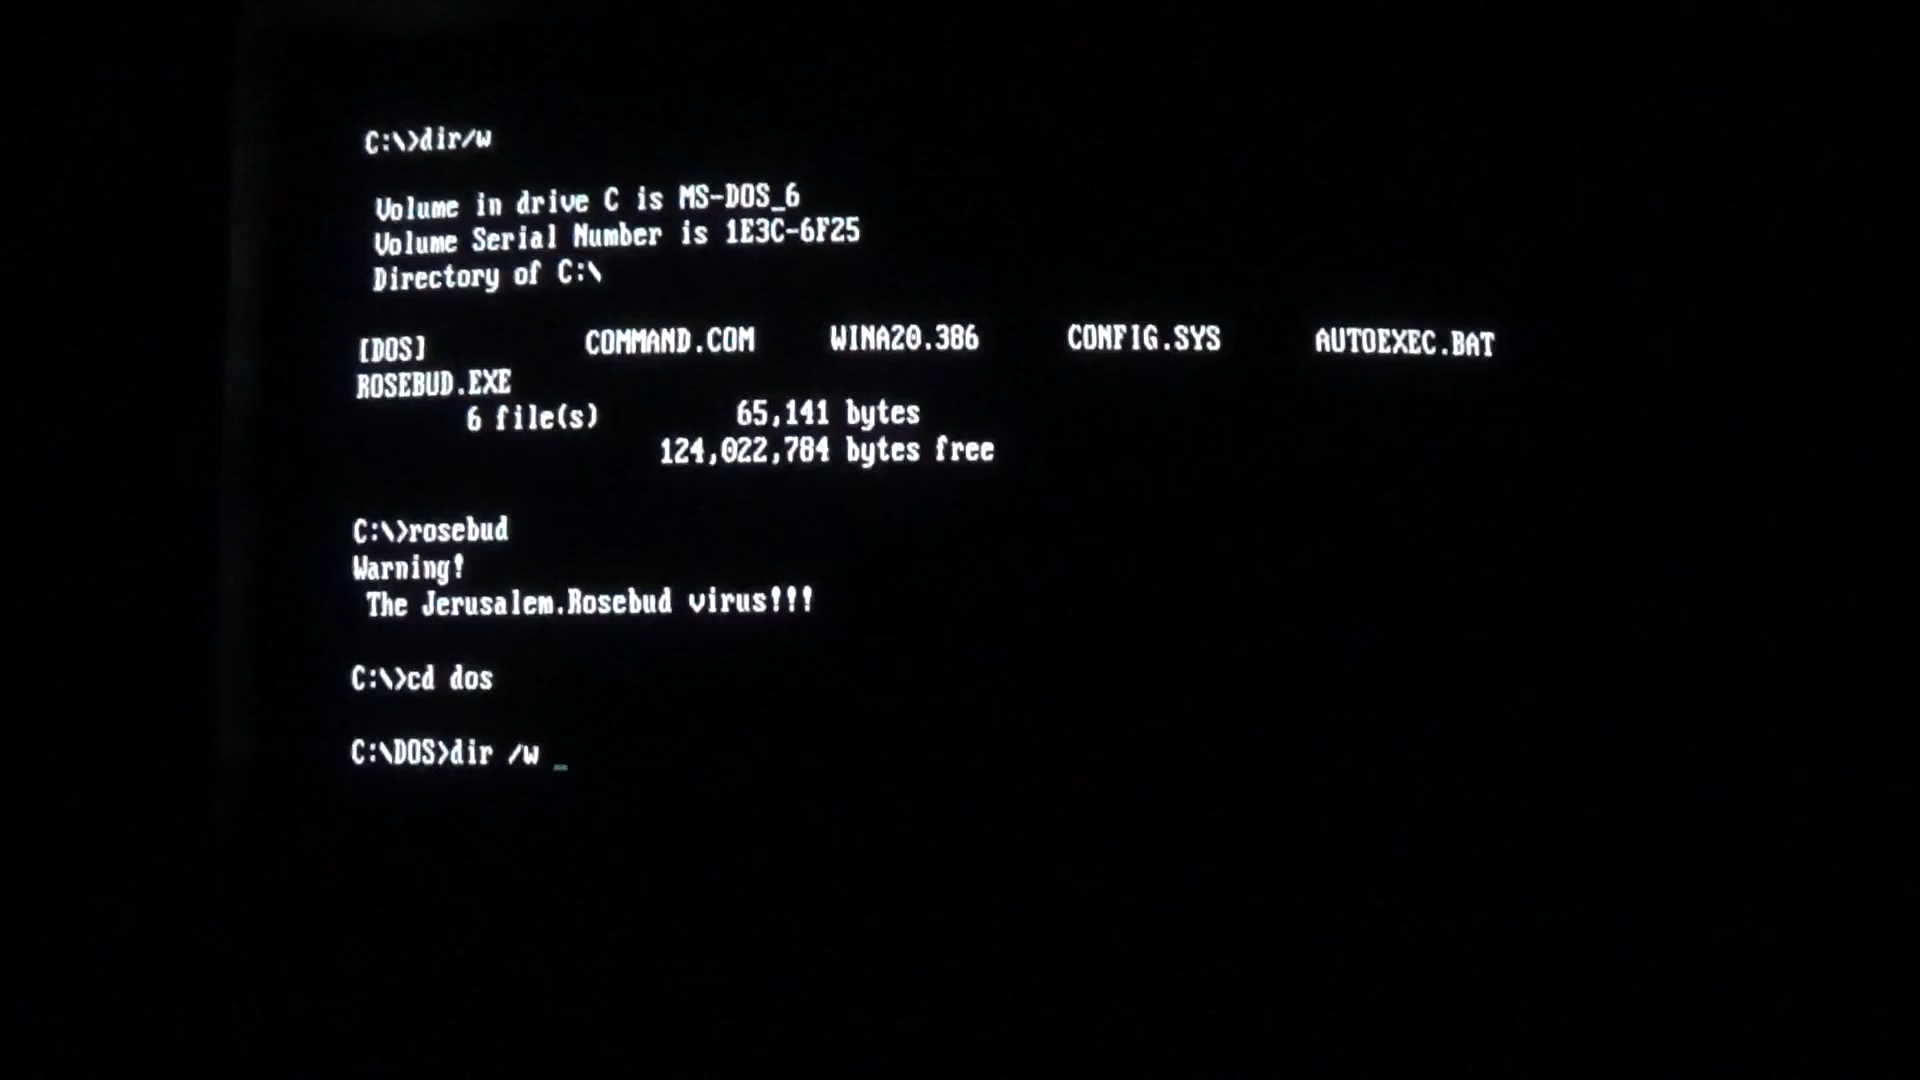 C:\>dir/w
Volume in drive C is MS-DOS_6
Volume Serial Number is 1E3C-6F25
Directory of C:\
[DOS] COMMAND.COM WINA20.386 CONFIG.SYS AUTOEXEC.BAT
ROSEBUD.EXE
6 file(s) 65,141 bytes
124,022,784 bytes free
C:\>rosebud
Warning!
The Jerusalem.Rosebud virus!!!
C:\>cd dos
C:\DOS>dir /w _